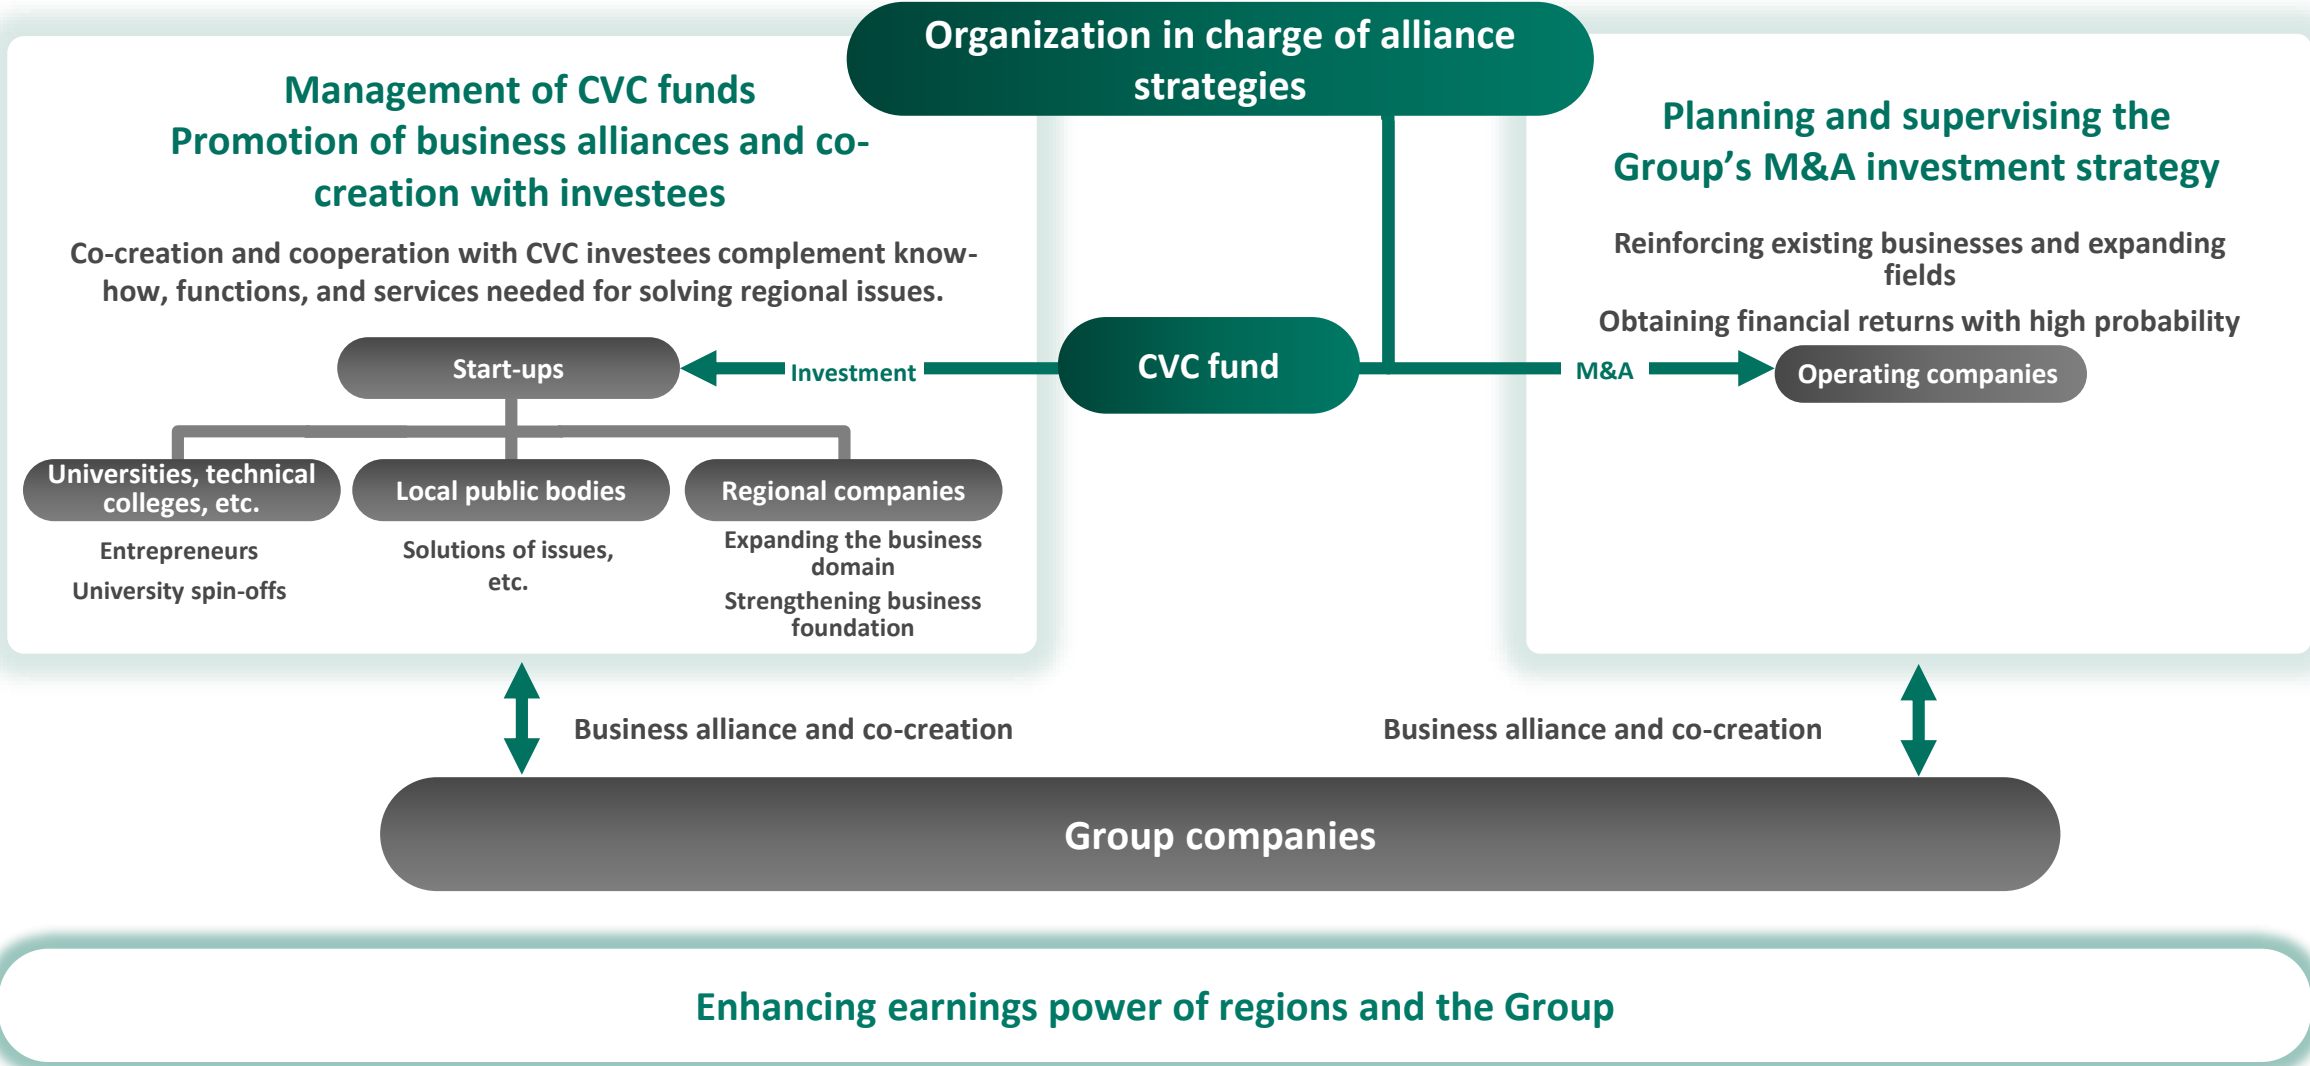 Organization in charge of alliance
strategies
Management of CVC funds
Promotion of business alliances and co-
creation with investees
Co-creation and cooperation with CVC investees complement know-
how, functions, and services needed for solving regional issues.
Start-ups
Investment
CVC fund
Universities, technical
colleges, etc.
Entrepreneurs
University spin-offs
Local public bodies
Solutions of issues,
etc.
Regional companies
Expanding the business
domain
Strengthening business
foundation
Planning and supervising the
Group’s M&A investment strategy
Reinforcing existing businesses and expanding
fields
Obtaining financial returns with high probability
M&A
Operating companies
Business alliance and co-creation
Business alliance and co-creation
Group companies
Enhancing earnings power of regions and the Group